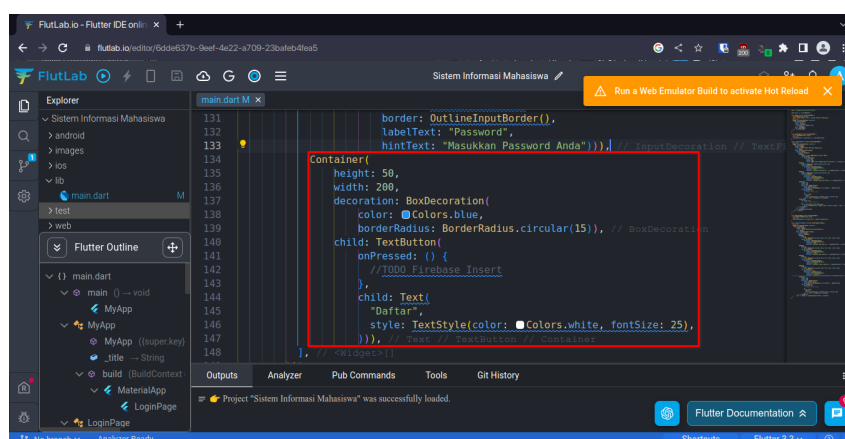 FlutLab.io - Flutter IDE onlin
flutlab.io/editor/6dde637b-9eef-4e22-a709-23bafeb4fea5
FlutLab
Sistem Informasi Mahasiswa
Run a Web Emulator Build to activate Hot Reload
Explorer
main.dart M
Sistem Informasi Mahasiswa
android
images
ios
lib
main.dart M
test
web
131 border: OutlineInputBorder(),
132 labelText: "Password",
133 hintText: "Masukkan Password Anda"))), // InputDecoration // TextFi
134 Container(
135 height: 50,
136 width: 200,
137 decoration: BoxDecoration(
138 color: Colors.blue,
139 borderRadius: BorderRadius.circular(15)), // BoxDecoration
140 child: TextButton(
141 onPressed: () {
142 //TODO Firebase Insert
143 },
144 child: Text(
145 "Daftar",
146 style: TextStyle(color: Colors.white, fontSize: 25),
147 ))), // Text // TextButton // Container
148 ], // <Widget>[]
Flutter Outline
{} main.dart
main () → void
MyApp
MyApp
MyApp ({super.key}
_title → String
build (BuildContext
MaterialApp
LoginPage
LoginPage
Outputs Analyzer Pub Commands Tools Git History
Project "Sistem Informasi Mahasiswa" was successfully loaded.
Flutter Documentation